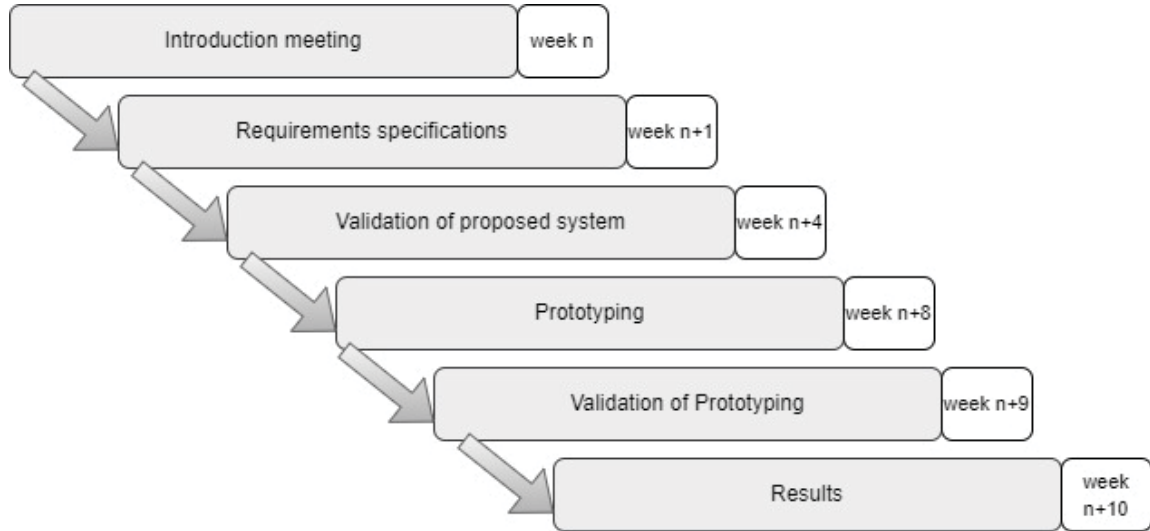 Introduction meeting
week n
Requirements specifications
week n+1
Validation of proposed system
week n+4
Prototyping
week n+8
Validation of Prototyping
week n+9
Results
week
n+10